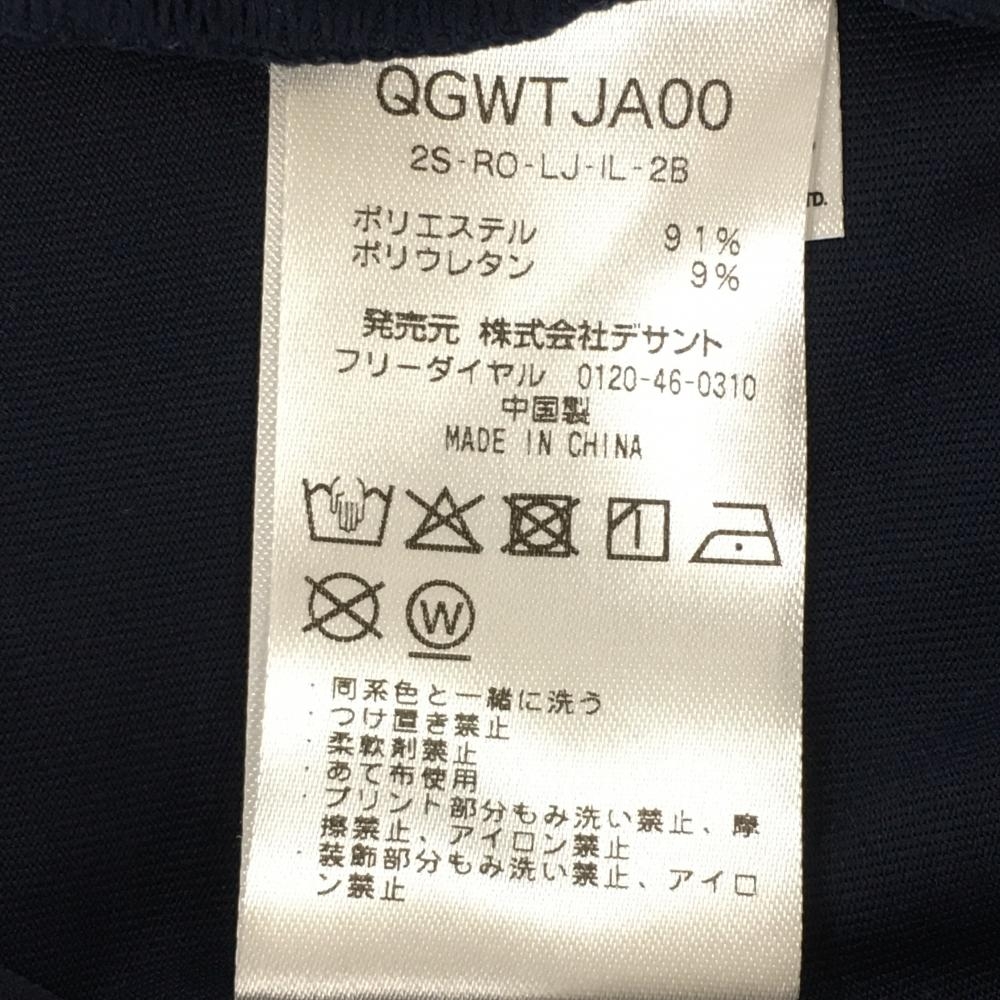 QGWTJA00
2S-RO-LJ-IL-2B
ポリエステル 91%
ポリウレタン 9%
発売元 株式会社デサント
フリーダイヤル 0120-46-0310
中国製
MADE IN CHINA
W
・同系色と一緒に洗う
・つけ置き禁止
・柔軟剤禁止
・あて布使用
・プリント部分もみ洗い禁止、摩
擦禁止、アイロン禁止
・装飾部分もみ洗い禁止、アイロ
ン禁止
TD.